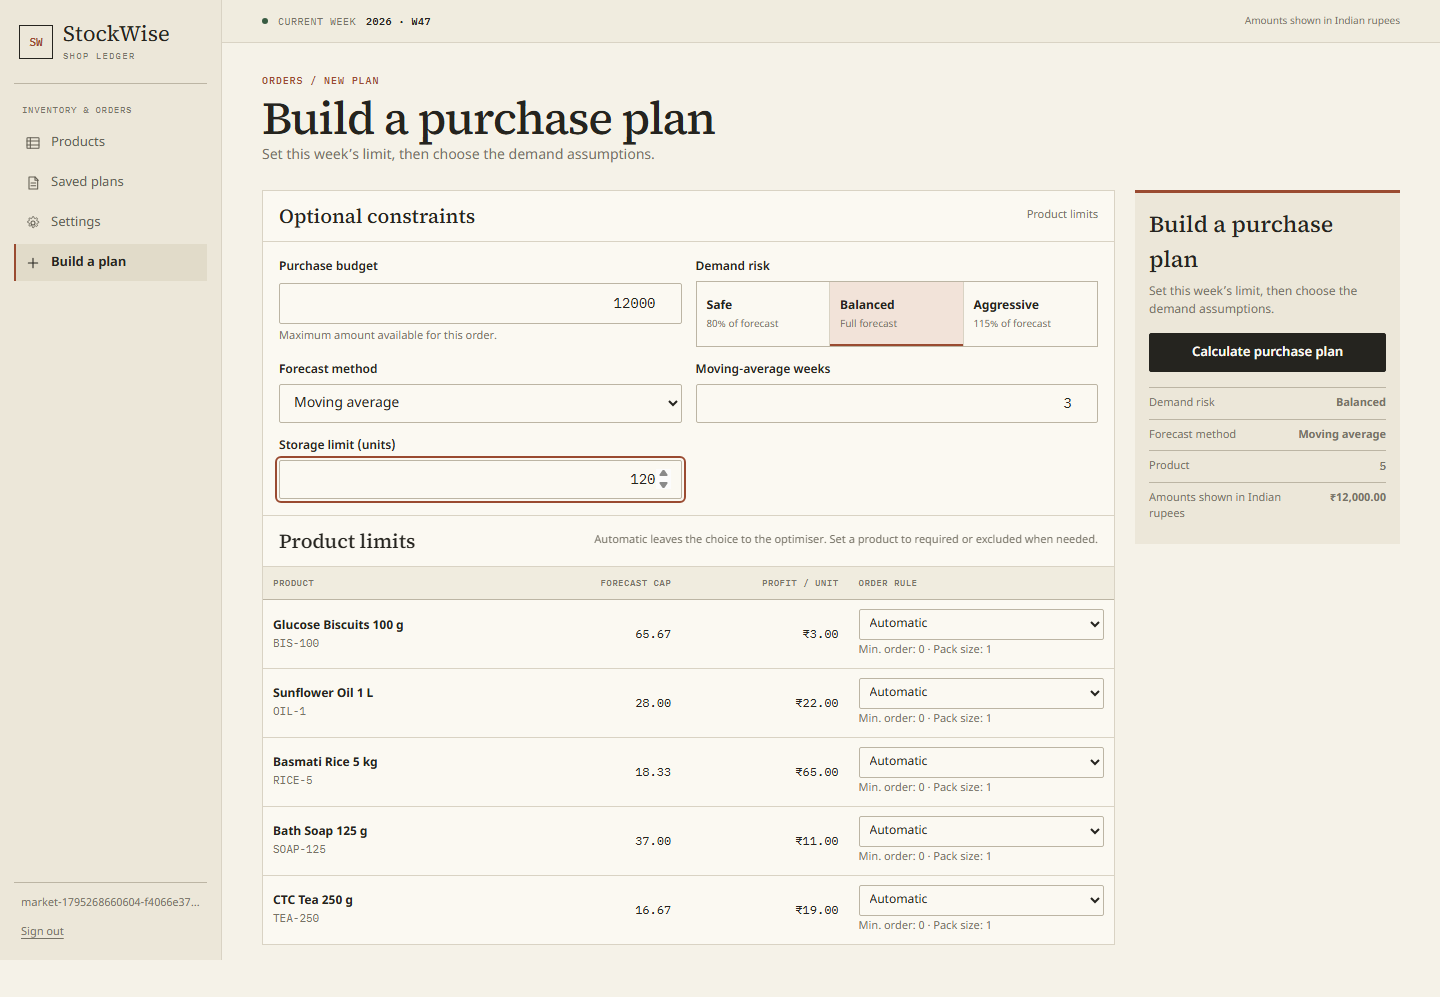 SW
StockWise
SHOP LEDGER
INVENTORY & ORDERS
Products
Saved plans
Settings
Build a plan
market-1795268660604-f4066e37...
Sign out
CURRENT WEEK 2026 · W47
Amounts shown in Indian rupees
ORDERS / NEW PLAN
Build a purchase plan
Set this week’s limit, then choose the demand assumptions.
Optional constraints
Product limits
Purchase budget
12000
Maximum amount available for this order.
Demand risk
Safe
80% of forecast
Balanced
Full forecast
Aggressive
115% of forecast
Forecast method
Moving average
Moving-average weeks
3
Storage limit (units)
120
Product limits
Automatic leaves the choice to the optimiser. Set a product to required or excluded when needed.
PRODUCT FORECAST CAP PROFIT / UNIT ORDER RULE
Glucose Biscuits 100 g
BIS-100
65.67
₹3.00
Automatic
Min. order: 0 · Pack size: 1
Sunflower Oil 1 L
OIL-1
28.00
₹22.00
Automatic
Min. order: 0 · Pack size: 1
Basmati Rice 5 kg
RICE-5
18.33
₹65.00
Automatic
Min. order: 0 · Pack size: 1
Bath Soap 125 g
SOAP-125
37.00
₹11.00
Automatic
Min. order: 0 · Pack size: 1
CTC Tea 250 g
TEA-250
16.67
₹19.00
Automatic
Min. order: 0 · Pack size: 1
Build a purchase
plan
Set this week’s limit, then choose the
demand assumptions.
Calculate purchase plan
Demand risk Balanced
Forecast method Moving average
Product 5
Amounts shown in Indian ₹12,000.00
rupees